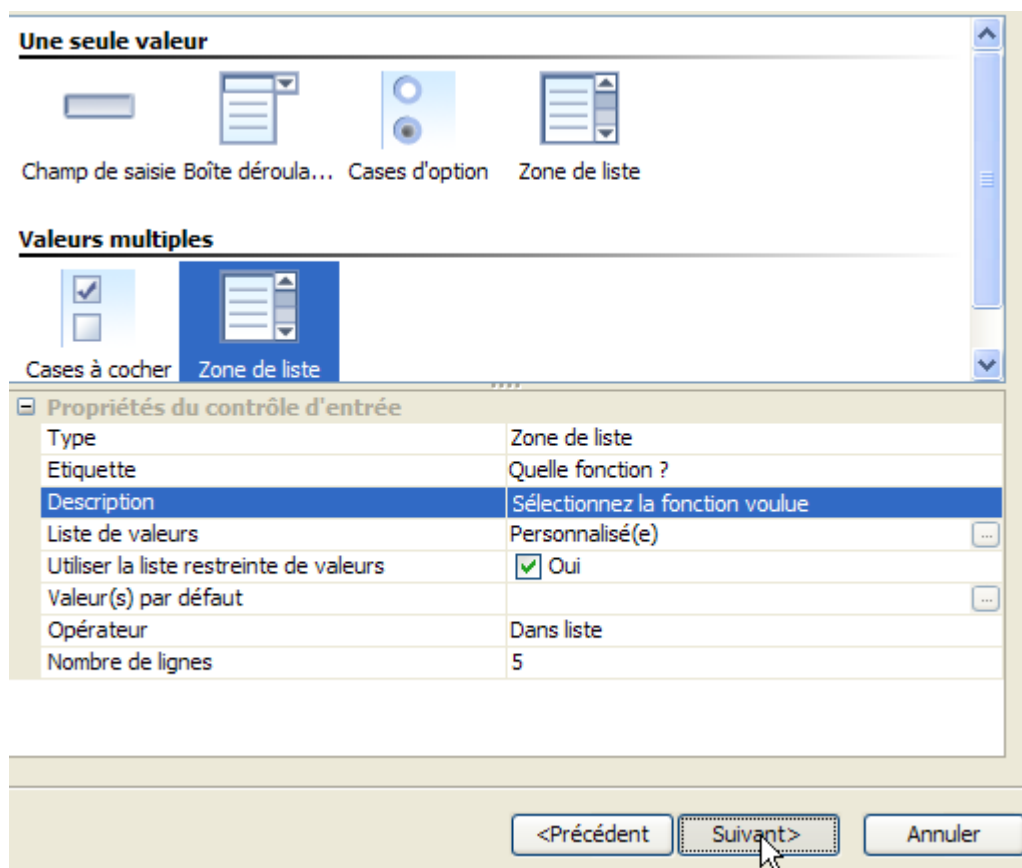 Une seule valeur
Champ de saisie Boîte déroula... Cases d'option Zone de liste
Valeurs multiples
Cases à cocher Zone de liste
Propriétés du contrôle d'entrée
Type Zone de liste
Etiquette Quelle fonction ?
Description Sélectionnez la fonction voulue
Liste de valeurs Personnalisé(e) ...
Utiliser la liste restreinte de valeurs Oui
Valeur(s) par défaut ...
Opérateur Dans liste
Nombre de lignes 5
<Précédent Suivant> Annuler